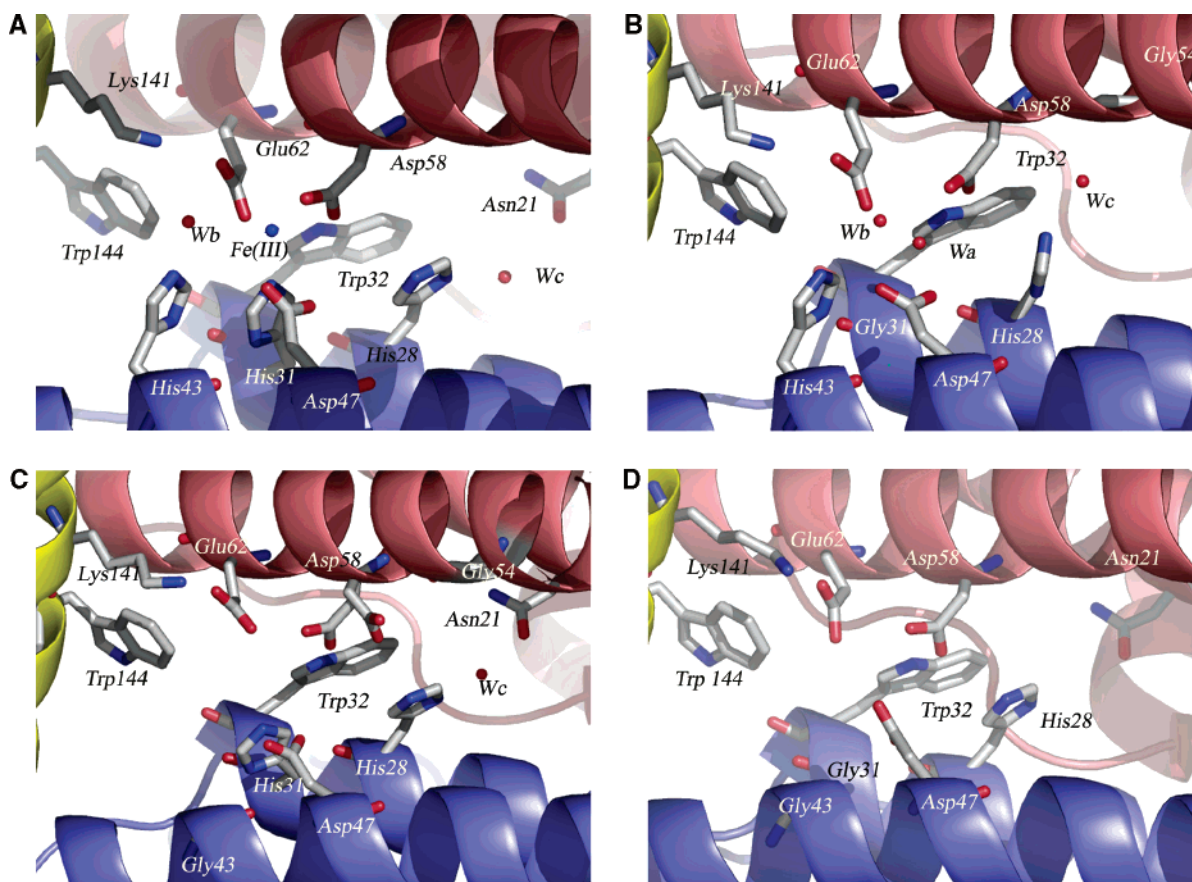 A
Lys141
Glu62
Asp58
Asn21
Trp144
Wb
Fe(III)
Trp32
Wc
His28
His43
His31
Asp47
B
Glu62
Gly54
Lys141
Asp58
Trp32
Wc
Trp144
Wb
Wa
Gly31
His28
His43
Asp47
C
Glu62
Asp58
Lys141
Gly54
Asn21
Trp144
Trp32
Wc
His31
His28
Asp47
Gly43
D
Glu62
Asp58
Asn21
Lys141
Trp 144
Trp32
His28
Gly31
Gly43
Asp47